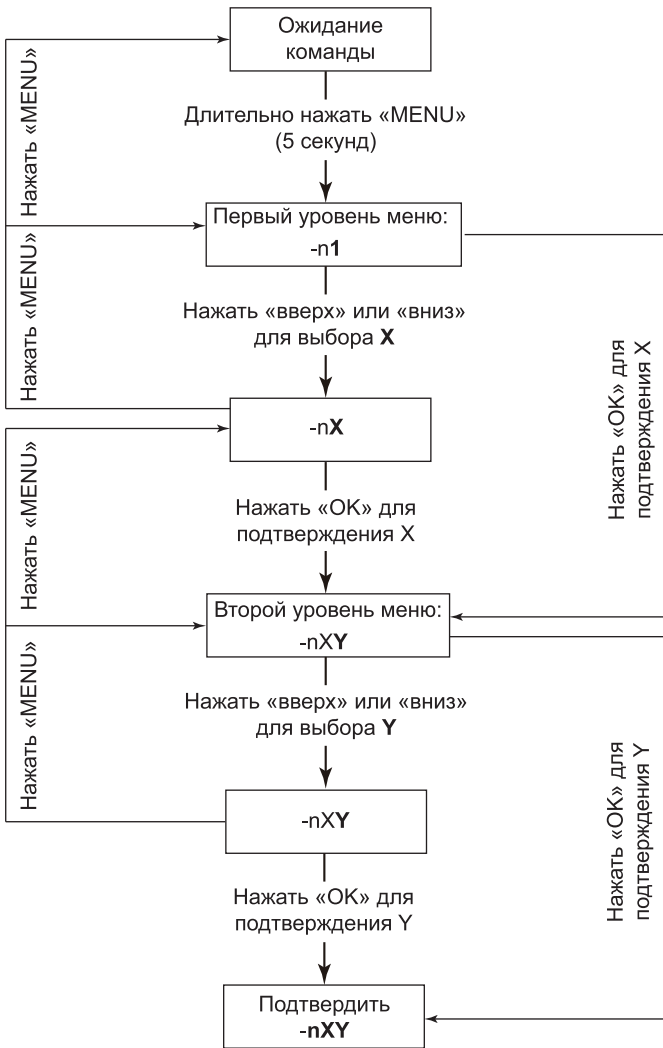 Ожидание
команды
Нажать «MENU»
Длительно нажать «MENU»
(5 секунд)
Первый уровень меню:
-n1
Нажать «MENU»
Нажать «вверх» или «вниз»
для выбора X
Нажать «OK» для
подтверждения X
-nX
Нажать «MENU»
Нажать «OK» для
подтверждения X
Второй уровень меню:
-nXY
Нажать «MENU»
Нажать «вверх» или «вниз»
для выбора Y
Нажать «OK» для
подтверждения Y
-nXY
Нажать «OK» для
подтверждения Y
Подтвердить
-nXY